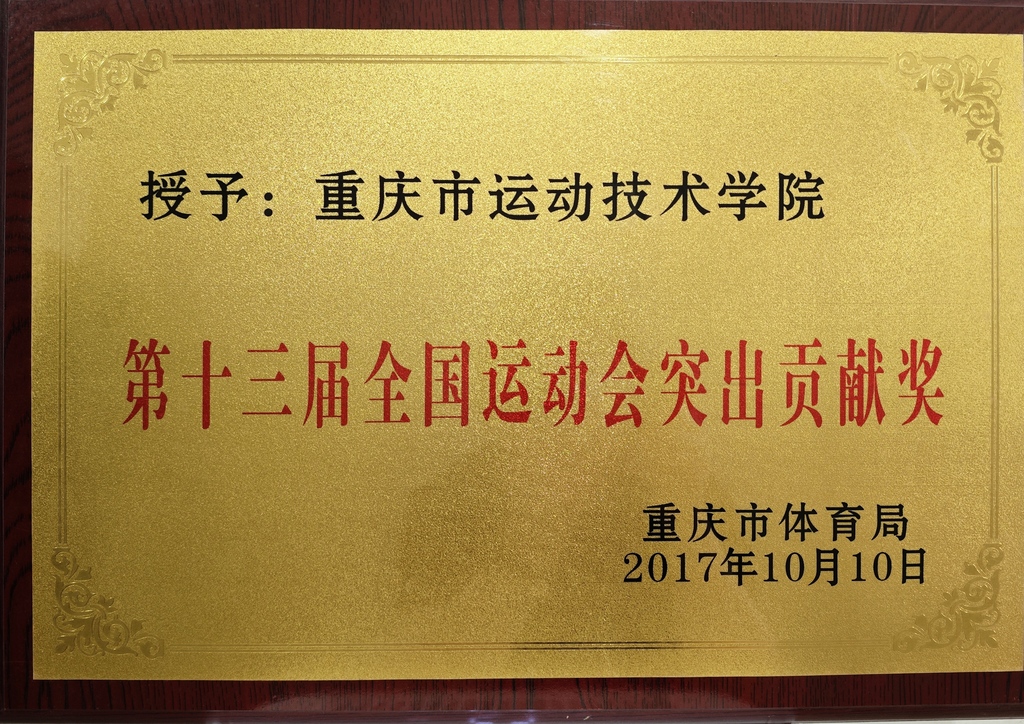 授予：重庆市运动技术学院
第十三届全国运动会突出贡献奖
重庆市体育局
2017年10月10日